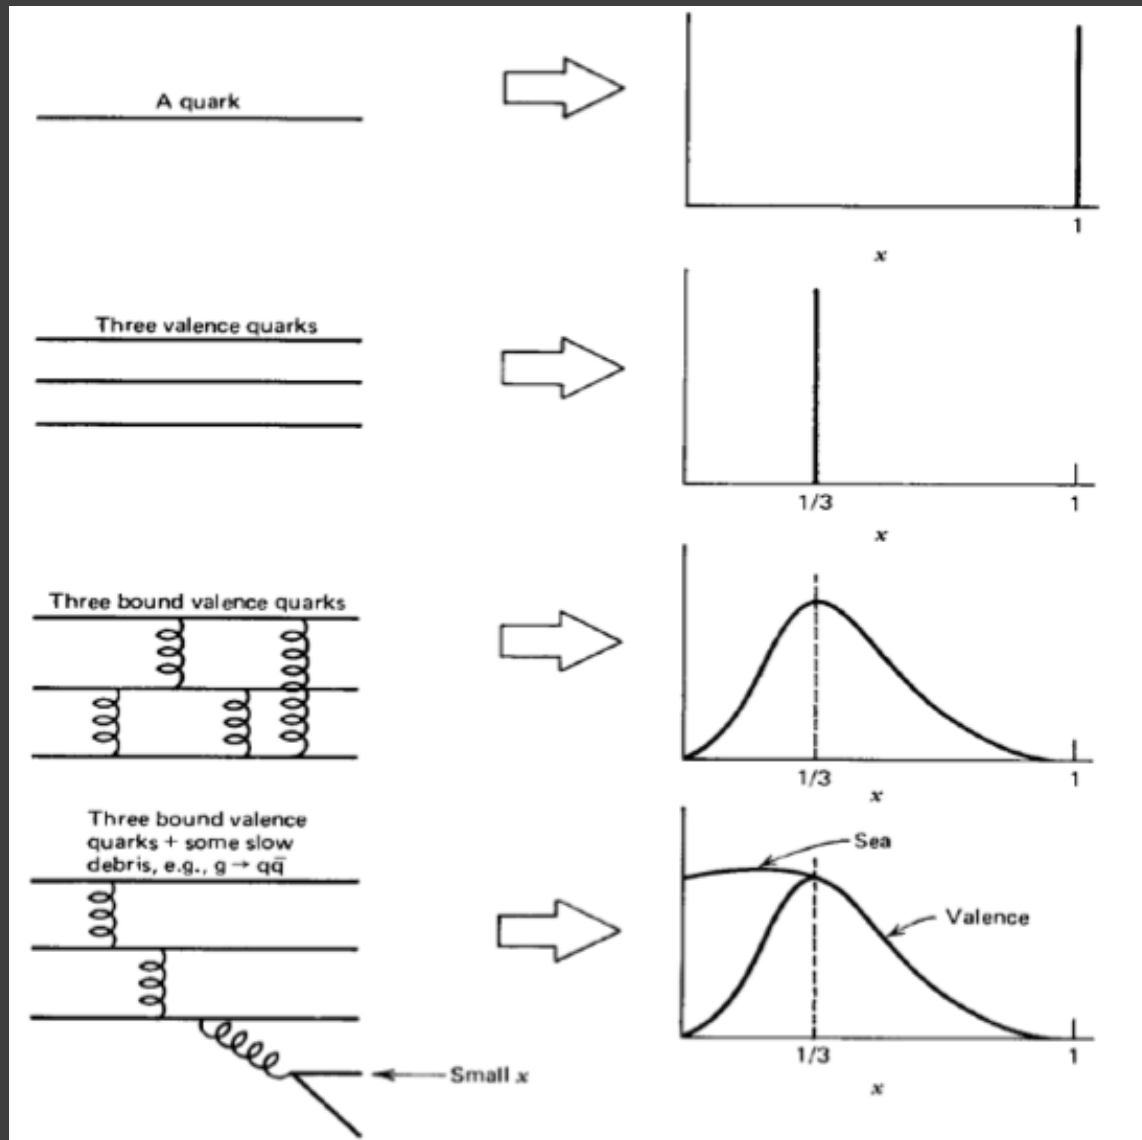 A quark
1
x
Three valence quarks
1/3
1
x
Three bound valence quarks
1/3
1
x
Three bound valence
quarks + some slow
debris, e.g., g → qq̄
Sea
Valence
1/3
1
Small x
x